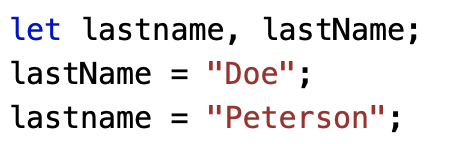 let lastname, lastName;
lastName = "Doe";
lastname = "Peterson";